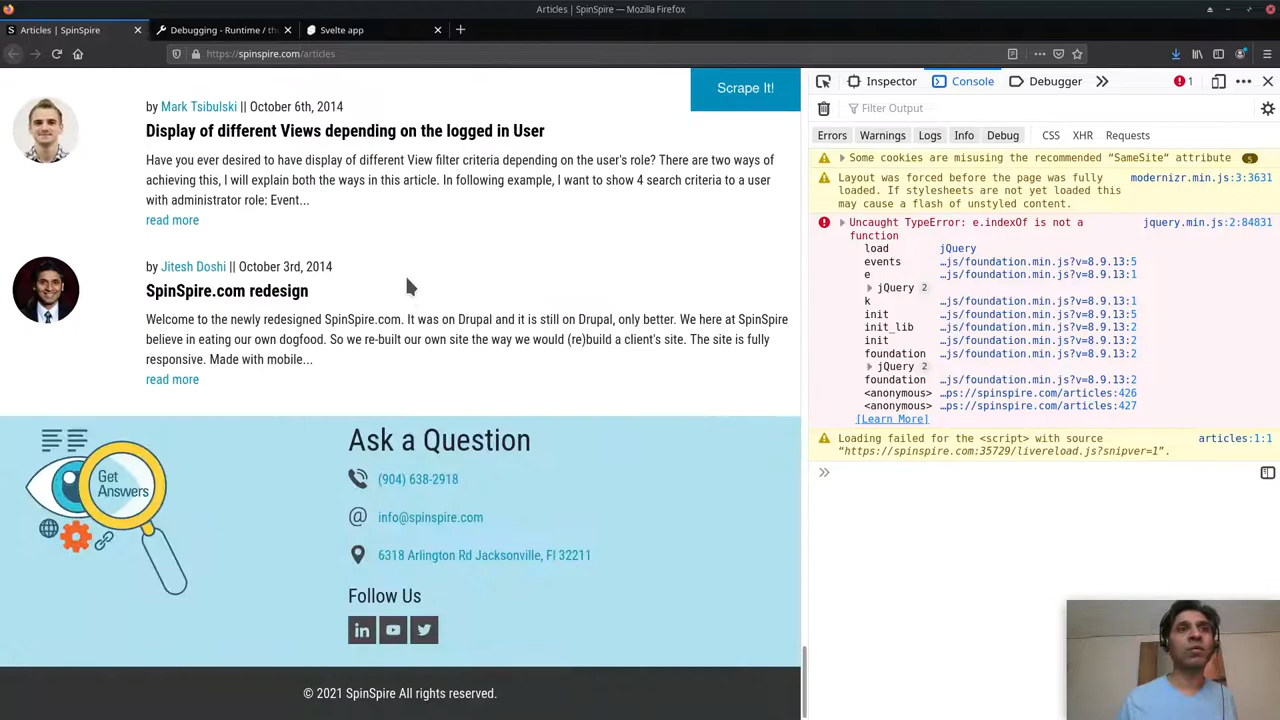 Articles | SpinSpire — Mozilla Firefox
Articles | SpinSpire
Debugging - Runtime / th
Svelte app
https://spinspire.com/articles
Scrape It!
by Mark Tsibulski || October 6th, 2014
Display of different Views depending on the logged in User
Have you ever desired to have display of different View filter criteria depending on the user's role? There are two ways of
achieving this, I will explain both the ways in this article. In following example, I want to show 4 search criteria to a user
with administrator role: Event...
read more
by Jitesh Doshi || October 3rd, 2014
SpinSpire.com redesign
Welcome to the newly redesigned SpinSpire.com. It was on Drupal and it is still on Drupal, only better. We here at SpinSpire
believe in eating our own dogfood. So we re-built our own site the way we would (re)build a client's site. The site is fully
responsive. Made with mobile...
read more
Get
Answers
Ask a Question
(904) 638-2918
info@spinspire.com
6318 Arlington Rd Jacksonville, Fl 32211
Follow Us
© 2021 SpinSpire All rights reserved.
Inspector Console Debugger 1
Filter Output
Errors Warnings Logs Info Debug CSS XHR Requests
Some cookies are misusing the recommended “SameSite” attribute 5
Layout was forced before the page was fully modernizr.min.js:3:3631
loaded. If stylesheets are not yet loaded this
may cause a flash of unstyled content.
Uncaught TypeError: e.indexOf is not a jquery.min.js:2:84831
function
load jQuery
events …js/foundation.min.js?v=8.9.13:5
e …js/foundation.min.js?v=8.9.13:1
jQuery 2
k …js/foundation.min.js?v=8.9.13:1
init …js/foundation.min.js?v=8.9.13:5
init_lib …js/foundation.min.js?v=8.9.13:2
init …js/foundation.min.js?v=8.9.13:2
foundation …js/foundation.min.js?v=8.9.13:2
jQuery 2
foundation …js/foundation.min.js?v=8.9.13:2
<anonymous> …ps://spinspire.com/articles:426
<anonymous> …ps://spinspire.com/articles:427
[Learn More]
Loading failed for the <script> with source articles:1:1
“https://spinspire.com:35729/livereload.js?snipver=1”.